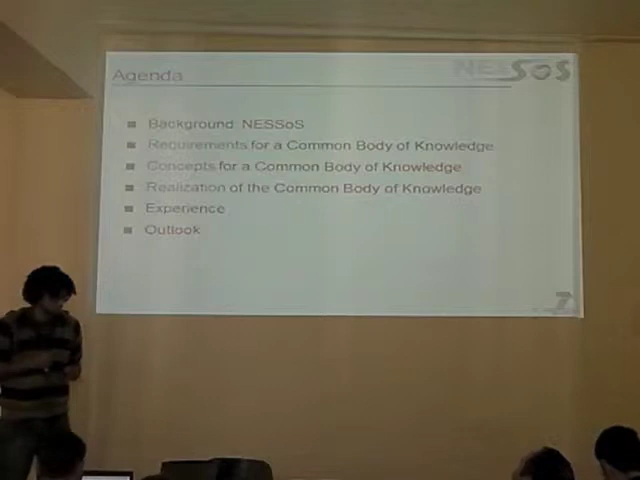 Agenda
NESSoS
Background NESSoS
Requirements for a Common Body of Knowledge
Concepts for a Common Body of Knowledge
Realization of the Common Body of Knowledge
Experience
Outlook